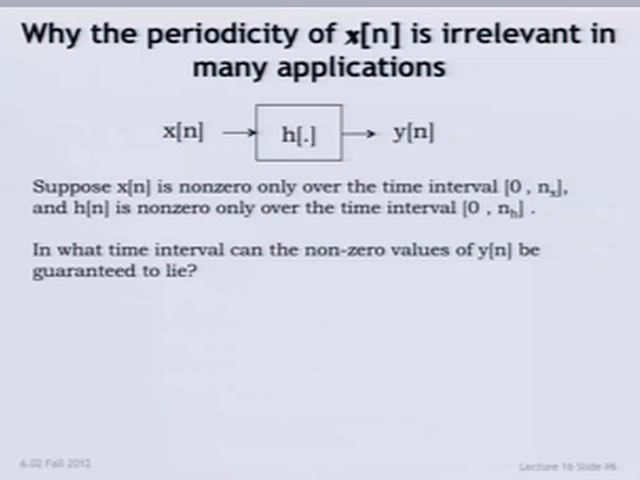 Why the periodicity of x[n] is irrelevant in
many applications
x[n]
h[.]
y[n]
Suppose x[n] is nonzero only over the time interval [0 , nₓ],
and h[n] is nonzero only over the time interval [0 , nₕ] .
In what time interval can the non-zero values of y[n] be
guaranteed to lie?
6.02 Fall 2012
Lecture 16 Slide #6